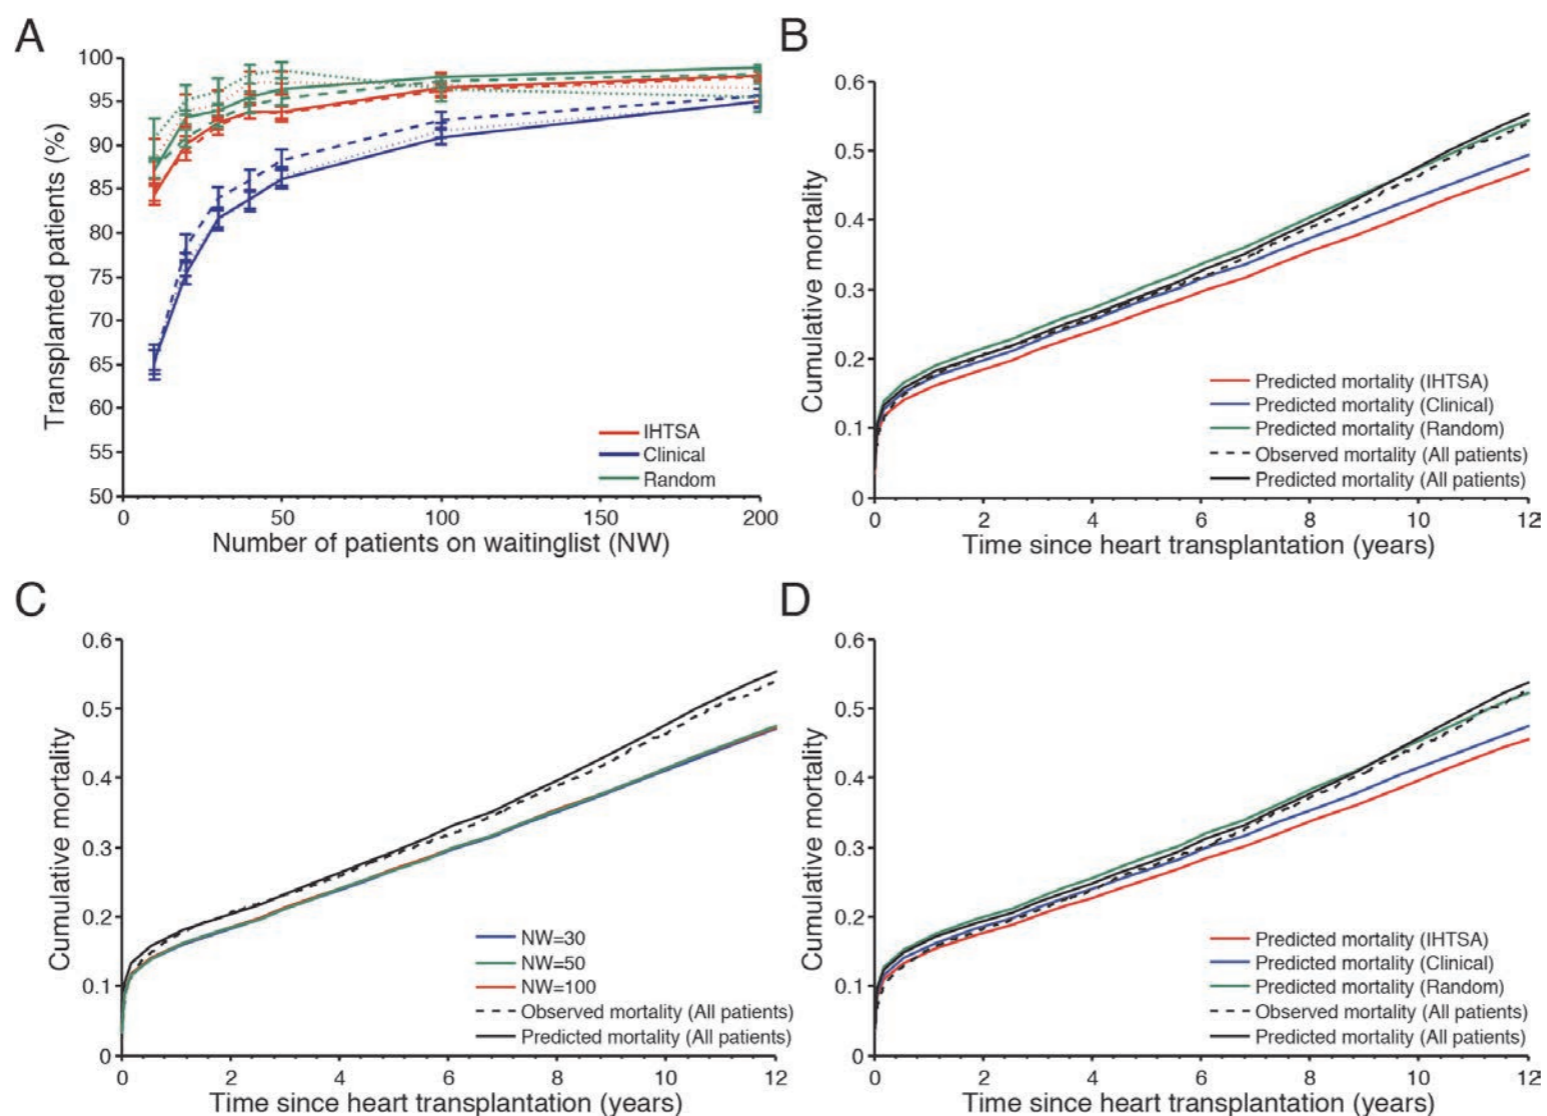 A
100
95
90
85
80
75
70
65
60
55
50
Transplanted patients (%)
IHTSA
Clinical
Random
0
50
100
150
200
Number of patients on waitinglist (NW)
B
0.6
0.5
0.4
0.3
0.2
0.1
0
Cumulative mortality
Predicted mortality (IHTSA)
Predicted mortality (Clinical)
Predicted mortality (Random)
Observed mortality (All patients)
Predicted mortality (All patients)
0
2
4
6
8
10
12
Time since heart transplantation (years)
C
0.6
0.5
0.4
0.3
0.2
0.1
0
Cumulative mortality
NW=30
NW=50
NW=100
Observed mortality (All patients)
Predicted mortality (All patients)
0
2
4
6
8
10
12
Time since heart transplantation (years)
D
0.6
0.5
0.4
0.3
0.2
0.1
0
Cumulative mortality
Predicted mortality (IHTSA)
Predicted mortality (Clinical)
Predicted mortality (Random)
Observed mortality (All patients)
Predicted mortality (All patients)
0
2
4
6
8
10
12
Time since heart transplantation (years)